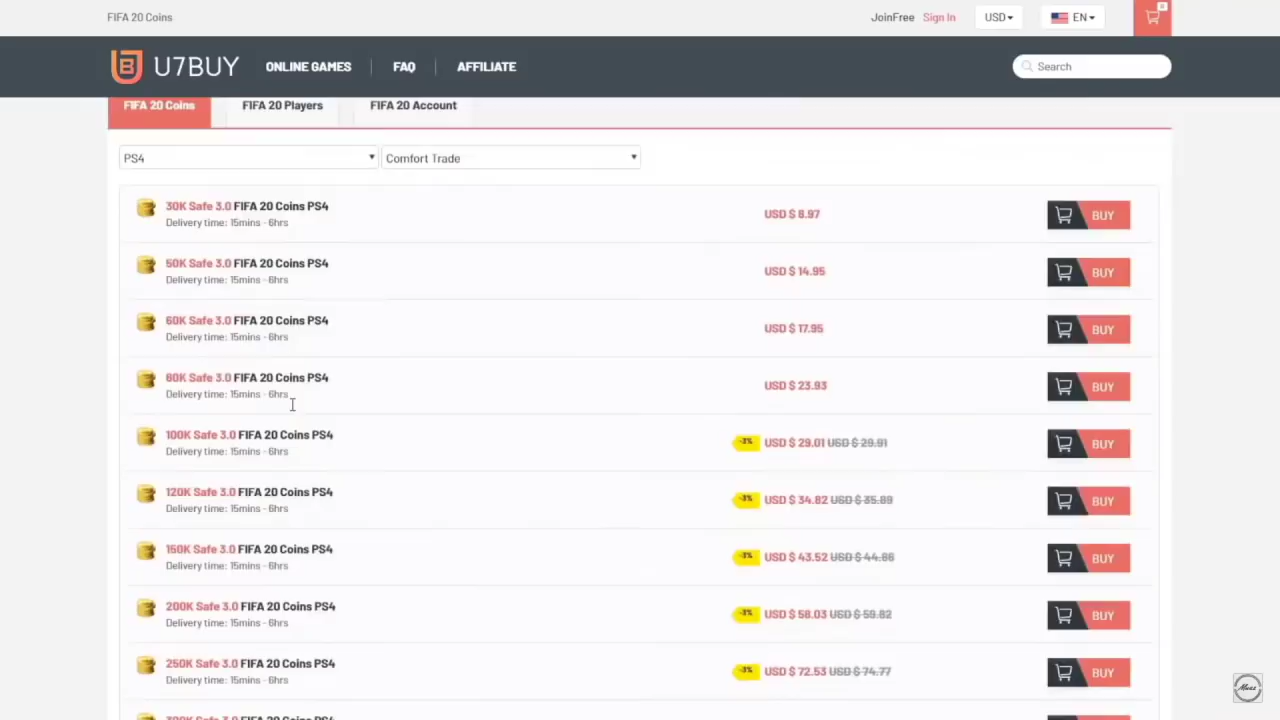 FIFA 20 Coins
JoinFree Sign In USD EN 0
U7BUY ONLINE GAMES FAQ AFFILIATE Search
FIFA 20 Coins FIFA 20 Players FIFA 20 Account
PS4 Comfort Trade
30K Safe 3.0 FIFA 20 Coins PS4 USD $ 8.97 BUY
Delivery time: 15mins - 6hrs
50K Safe 3.0 FIFA 20 Coins PS4 USD $ 14.95 BUY
Delivery time: 15mins - 6hrs
60K Safe 3.0 FIFA 20 Coins PS4 USD $ 17.95 BUY
Delivery time: 15mins - 6hrs
80K Safe 3.0 FIFA 20 Coins PS4 USD $ 23.93 BUY
Delivery time: 15mins - 6hrs
100K Safe 3.0 FIFA 20 Coins PS4 -3% USD $ 29.01 USD $ 29.91 BUY
Delivery time: 15mins - 6hrs
120K Safe 3.0 FIFA 20 Coins PS4 -3% USD $ 34.82 USD $ 35.89 BUY
Delivery time: 15mins - 6hrs
150K Safe 3.0 FIFA 20 Coins PS4 -3% USD $ 43.52 USD $ 44.86 BUY
Delivery time: 15mins - 6hrs
200K Safe 3.0 FIFA 20 Coins PS4 -3% USD $ 58.03 USD $ 59.82 BUY
Delivery time: 15mins - 6hrs
250K Safe 3.0 FIFA 20 Coins PS4 -3% USD $ 72.53 USD $ 74.77 BUY
Delivery time: 15mins - 6hrs
300K Safe 3.0 FIFA 20 Coins PS4